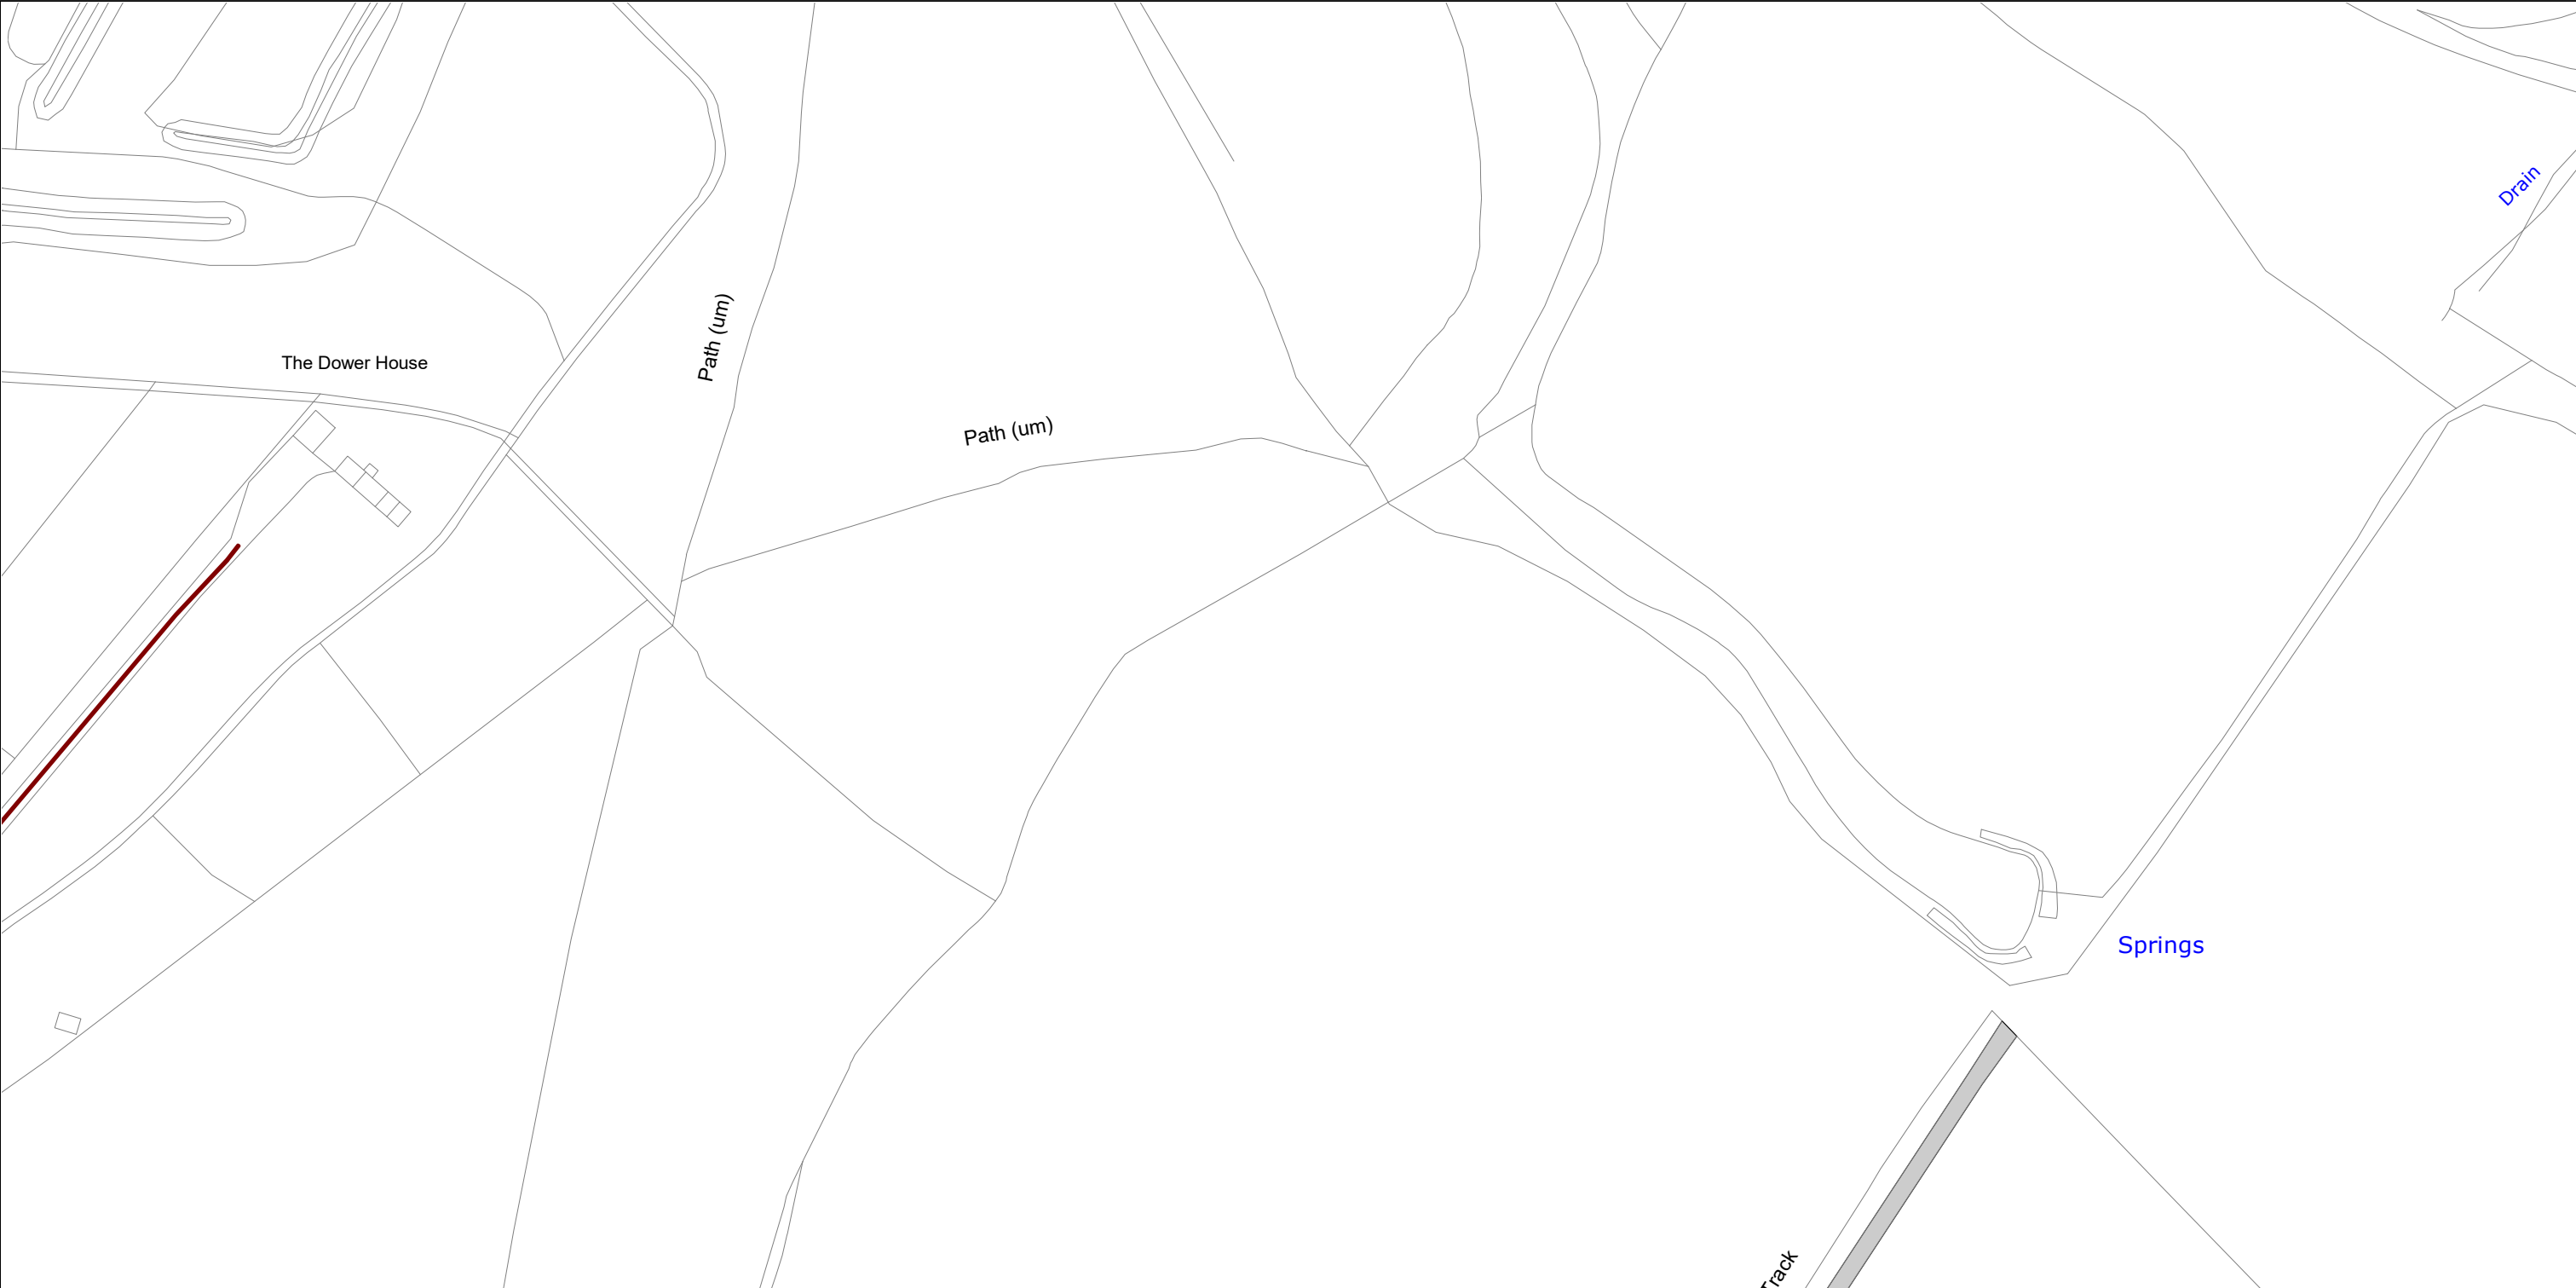 Drain
Path (um)
The Dower House
Path (um)
Springs
Track